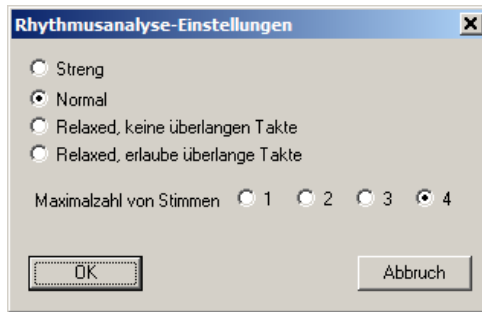 Rhythmusanalyse-Einstellungen
Streng
Normal
Relaxed, keine überlangen Takte
Relaxed, erlaube überlange Takte
Maximalzahl von Stimmen 1 2 3 4
OK Abbruch